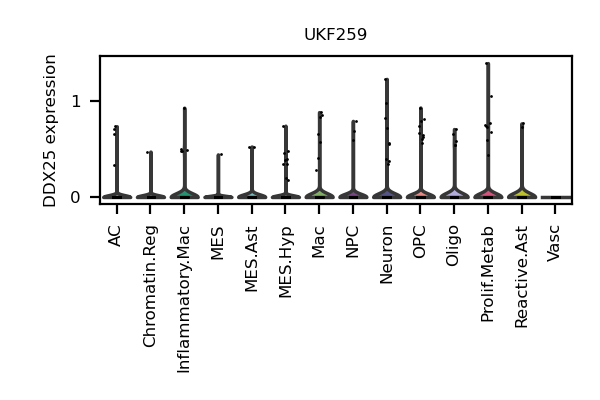 UKF259
DDX25 expression
1
0
AC
Chromatin.Reg
Inflammatory.Mac
MES
MES.Ast
MES.Hyp
Mac
NPC
Neuron
OPC
Oligo
Prolif.Metab
Reactive.Ast
Vasc